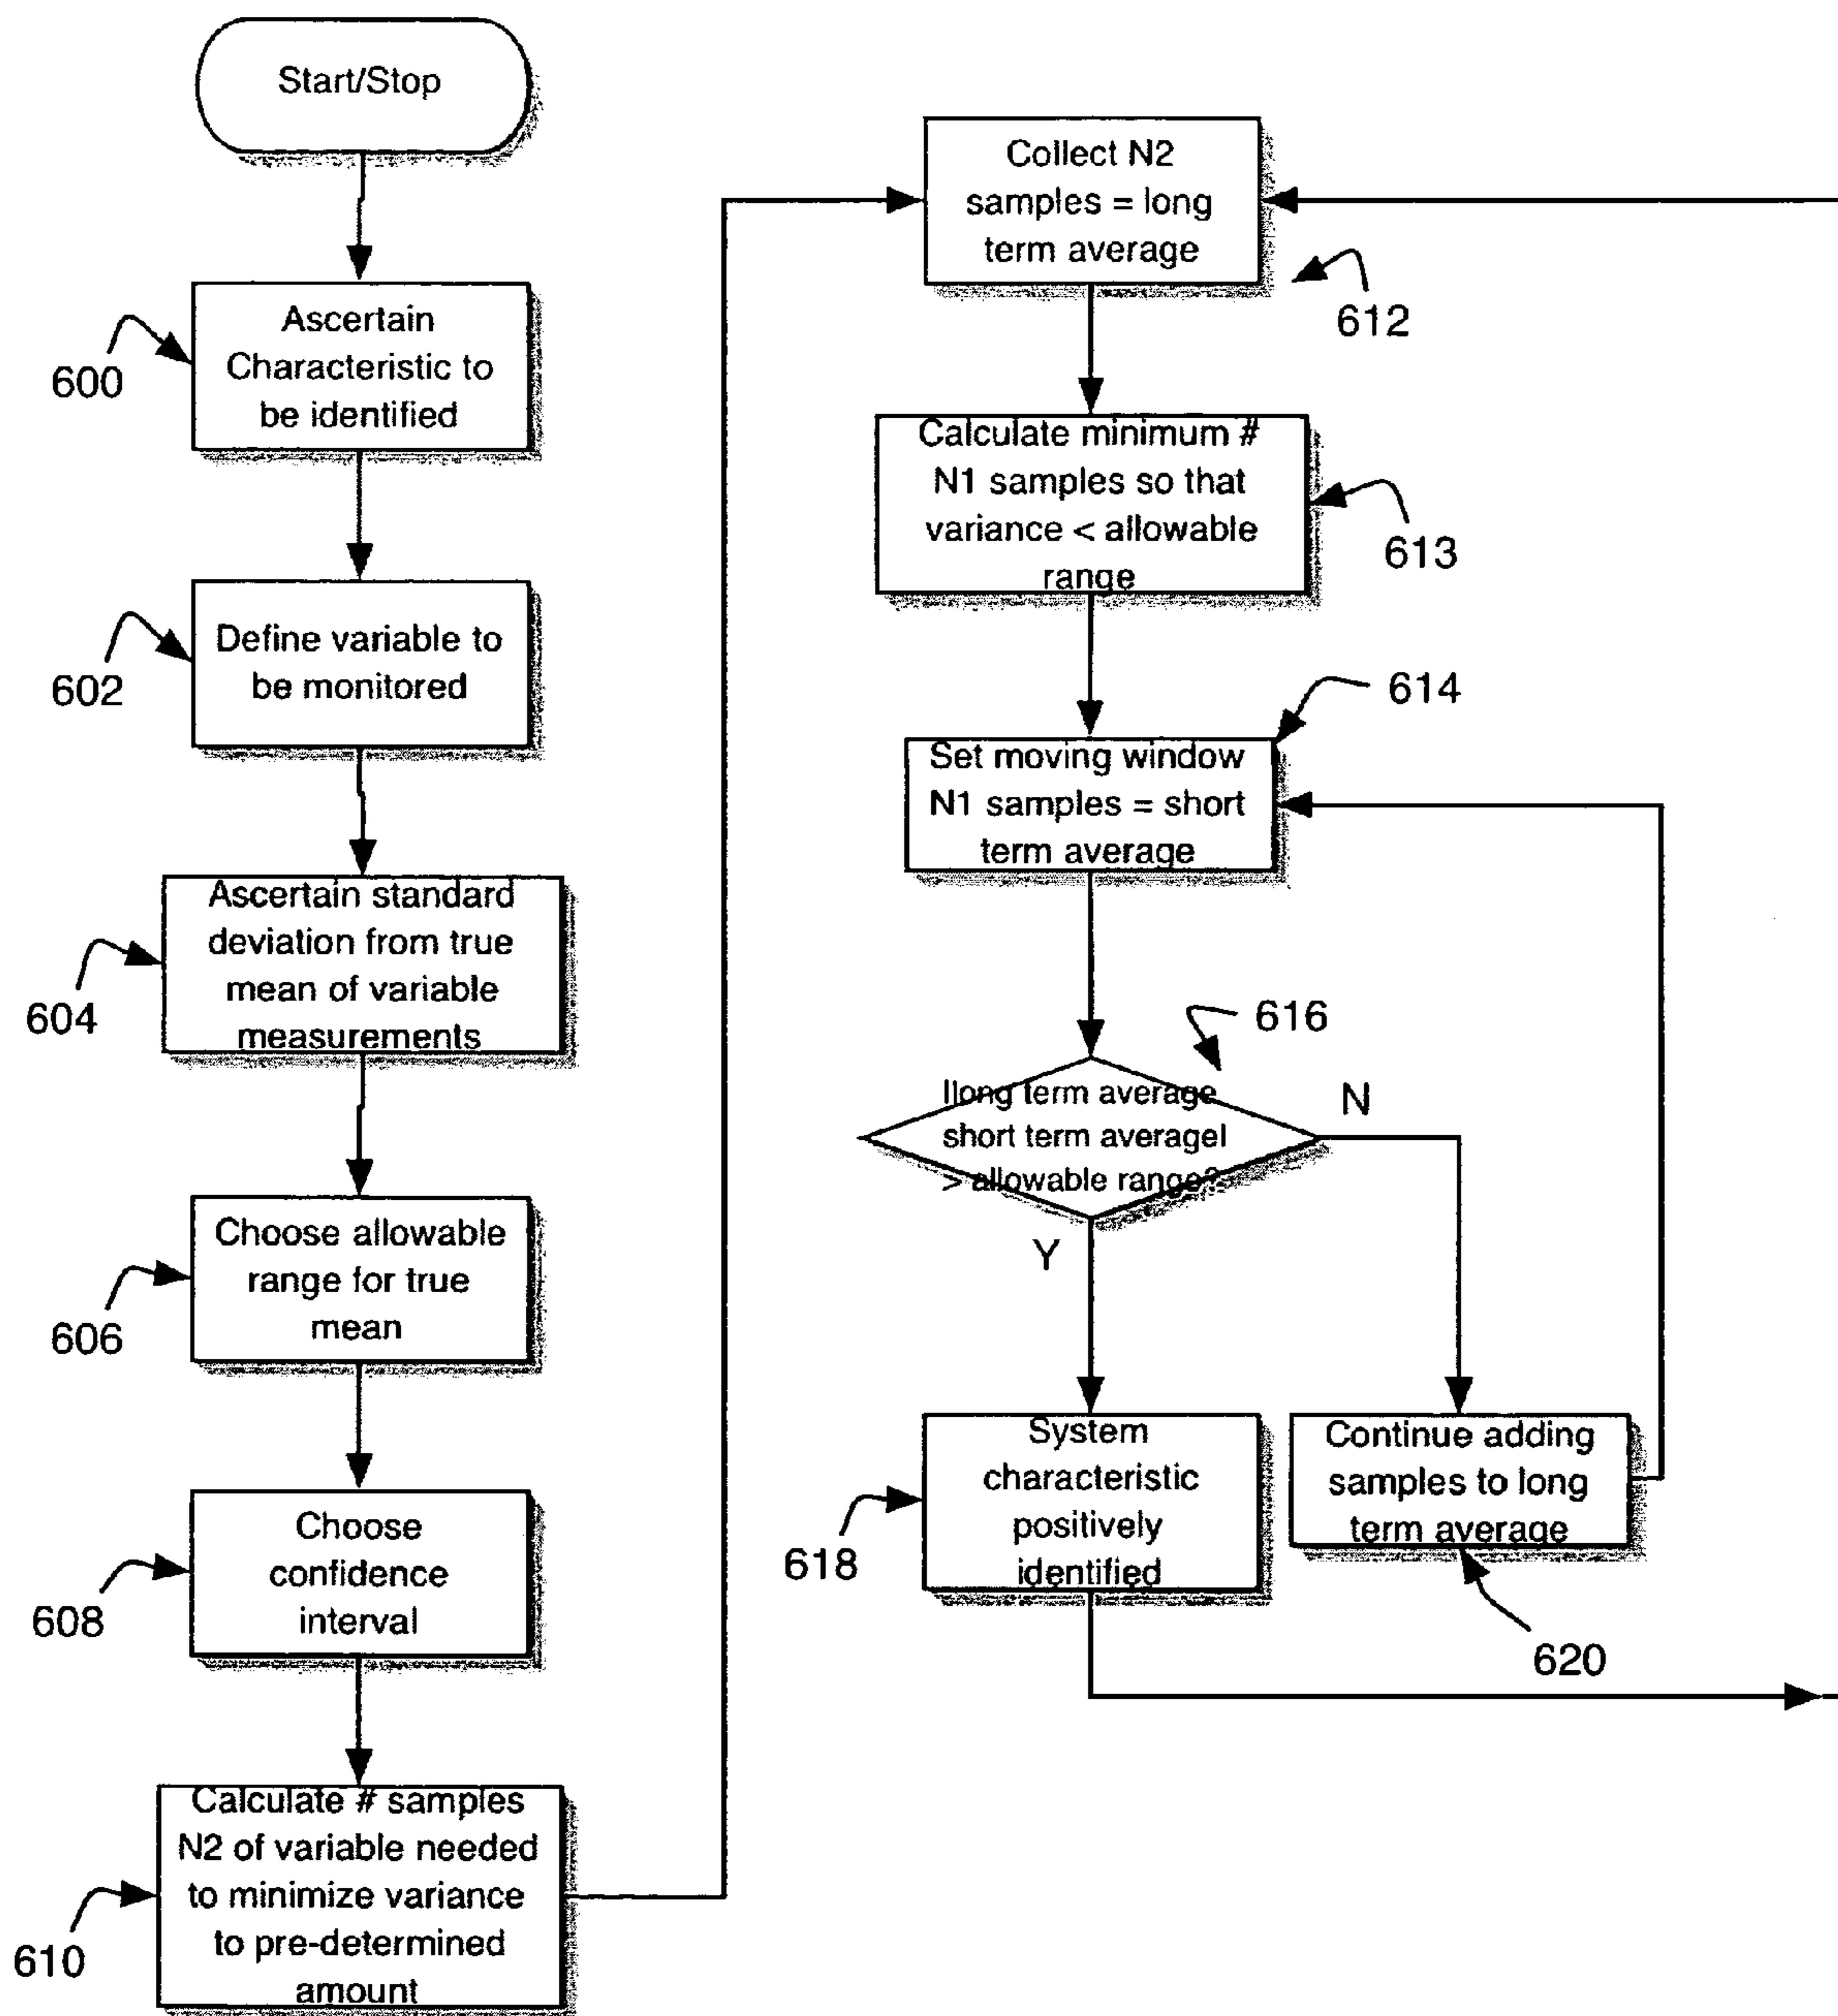 Start/Stop
Ascertain
Characteristic to
be identified
600
Define variable to
be monitored
602
Ascertain standard
deviation from true
mean of variable
measurements
604
Choose allowable
range for true
mean
606
Choose
confidence
interval
608
Calculate # samples
N2 of variable needed
to minimize variance
to pre-determined
amount
610
Collect N2
samples = long
term average
612
Calculate minimum #
N1 samples so that
variance < allowable
range
613
614
Set moving window
N1 samples = short
term average
616
|long term average
short term average|
> allowable range?
N
Y
System
characteristic
positively
identified
618
Continue adding
samples to long
term average
620